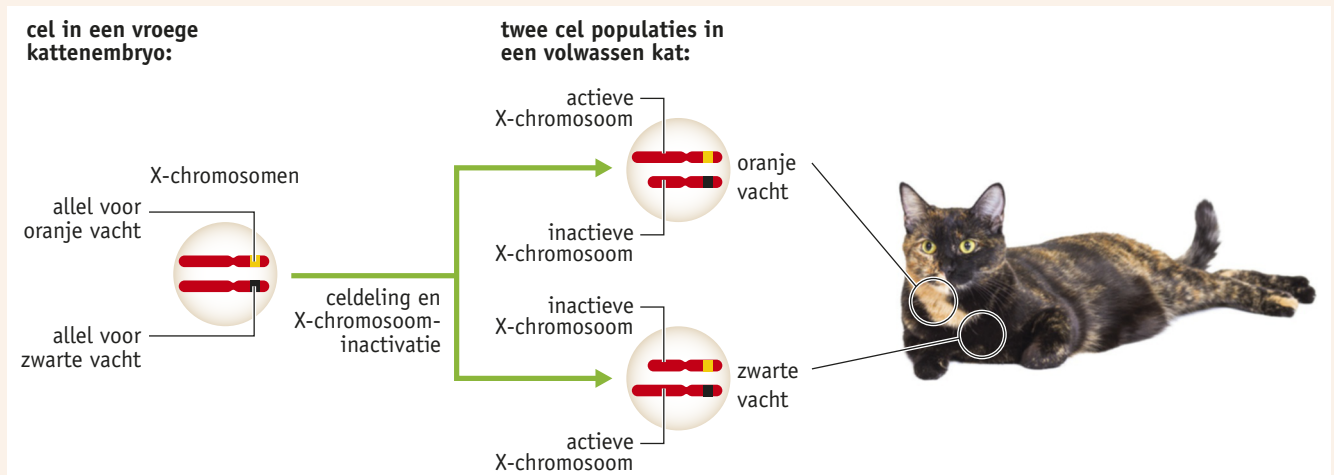 cel in een vroege
kattenembryo:
twee cel populaties in
een volwassen kat:
X-chromosomen
allel voor
oranje vacht
allel voor
zwarte vacht
celdeling en
X-chromosoom-
inactivatie
actieve
X-chromosoom
inactieve
X-chromosoom
oranje
vacht
inactieve
X-chromosoom
actieve
X-chromosoom
zwarte
vacht